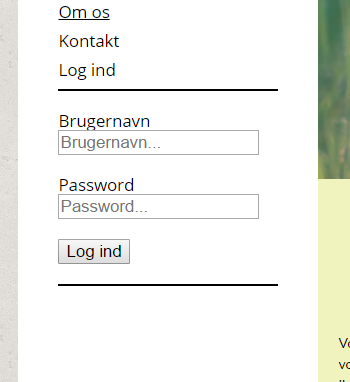 Om os
Kontakt
Log ind
Brugernavn
Brugernavn...
Password
Password...
Log ind